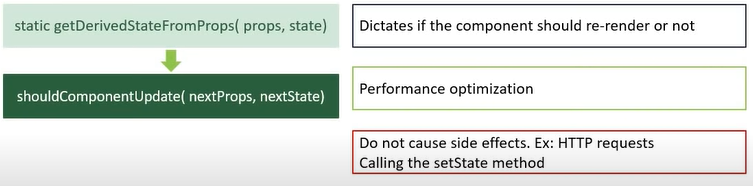 static getDerivedStateFromProps( props, state)
shouldComponentUpdate( nextProps, nextState)
Dictates if the component should re-render or not
Performance optimization
Do not cause side effects. Ex: HTTP requests
Calling the setState method